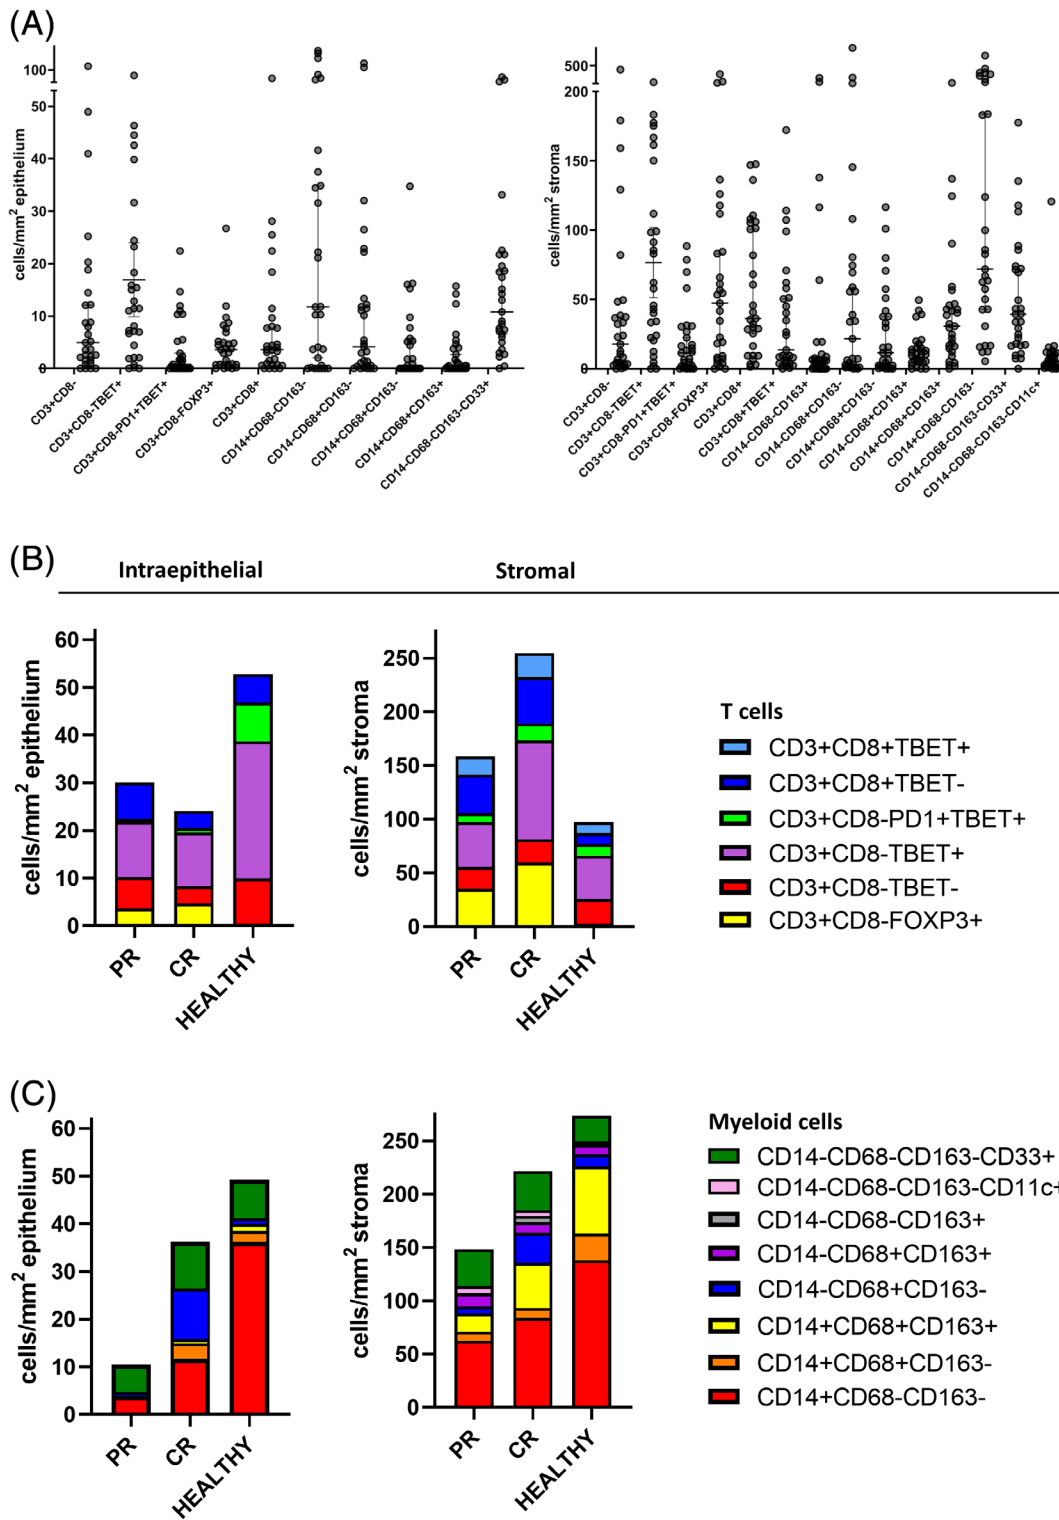 (A)
100
50
40
30
20
10
0
cells/mm² epithelium
CD3+CD8-
CD3+CD8-TBET+
CD3+CD8-PD1+TBET+
CD3+CD8-FOXP3+
CD3+CD8+
CD14+CD68-CD163-
CD14-CD68+CD163-
CD14+CD68+CD163-
CD14+CD68+CD163+
CD14-CD68-CD163-CD33+
500
200
150
100
50
0
cells/mm² stroma
CD3+CD8-
CD3+CD8-TBET+
CD3+CD8-PD1+TBET+
CD3+CD8-FOXP3+
CD3+CD8+
CD3+CD8+TBET+
CD14-CD68-CD163+
CD14-CD68+CD163-
CD14+CD68+CD163-
CD14-CD68+CD163+
CD14+CD68+CD163+
CD14+CD68-CD163-
CD14-CD68-CD163-CD33+
CD14-CD68-CD163-CD11c+
(B)
Intraepithelial
Stromal
60
50
40
30
20
10
0
cells/mm² epithelium
PR
CR
HEALTHY
250
200
150
100
50
0
cells/mm² stroma
PR
CR
HEALTHY
T cells
CD3+CD8+TBET+
CD3+CD8+TBET-
CD3+CD8-PD1+TBET+
CD3+CD8-TBET+
CD3+CD8-TBET-
CD3+CD8-FOXP3+
(C)
60
50
40
30
20
10
0
cells/mm² epithelium
PR
CR
HEALTHY
250
200
150
100
50
0
cells/mm² stroma
PR
CR
HEALTHY
Myeloid cells
CD14-CD68-CD163-CD33+
CD14-CD68-CD163-CD11c+
CD14-CD68-CD163+
CD14-CD68+CD163+
CD14-CD68+CD163-
CD14+CD68+CD163+
CD14+CD68+CD163-
CD14+CD68-CD163-